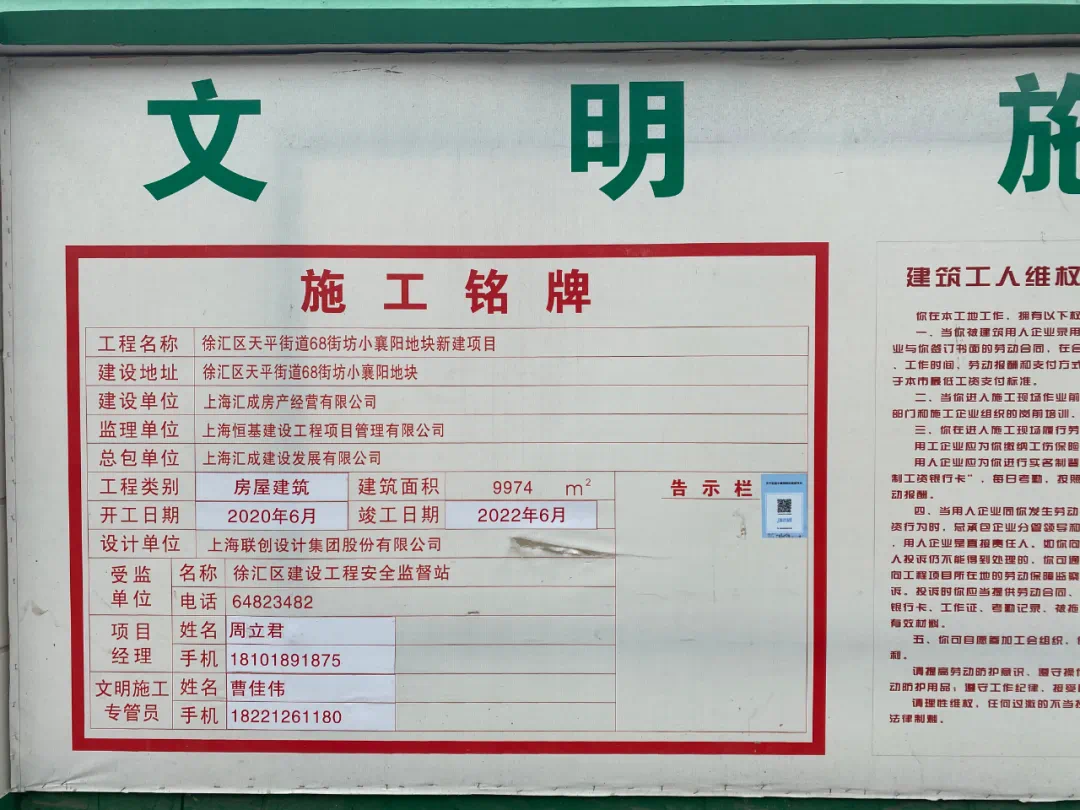 文 明 施
施工铭牌
工程名称 徐汇区天平街道68街坊小襄阳地块新建项目
建设地址 徐汇区天平街道68街坊小襄阳地块
建设单位 上海汇成房产经营有限公司
监理单位 上海恒基建设工程项目管理有限公司
总包单位 上海汇成建设发展有限公司
工程类别 房屋建筑 建筑面积 9974 m²
开工日期 2020年6月 竣工日期 2022年6月
设计单位 上海联创设计集团股份有限公司
受监单位 名称 徐汇区建设工程安全监督站
电话 64823482
项目经理 姓名 周立君
手机 18101891875
文明施工专管员 姓名 曹佳伟
手机 18221261180
告示栏
建筑工人维权
你在本工地工作，拥有以下权
一、当你被建筑用人企业录用
业与你签订书面的劳动合同，在合
、工作时间、劳动报酬和支付方式
于本市最低工资支付标准。
二、当你进入施工现场作业前
部门和施工企业组织的岗前培训，
三、你在进入施工现场履行劳
用工企业应为你缴纳工伤保险
用人企业应为你进行实名制登
制工资银行卡”，每日考勤，按照
动报酬。
四、当用人企业同你发生劳动
资行为时，总承包企业分管领导和
，用人企业是直接责任人。如你向
人投诉仍不能得到处理的，你可通
向工程项目所在地的劳动保障监察
诉。投诉时你应当提供劳动合同、
银行卡、工作证、考勤记录、被拖
有效材料。
五、你可自愿参加工会组织，
利。
请提高劳动防护意识，遵守操作
动防护用品；遵守工作纪律，接受
请理性维权，任何过激的不当
法律制裁。